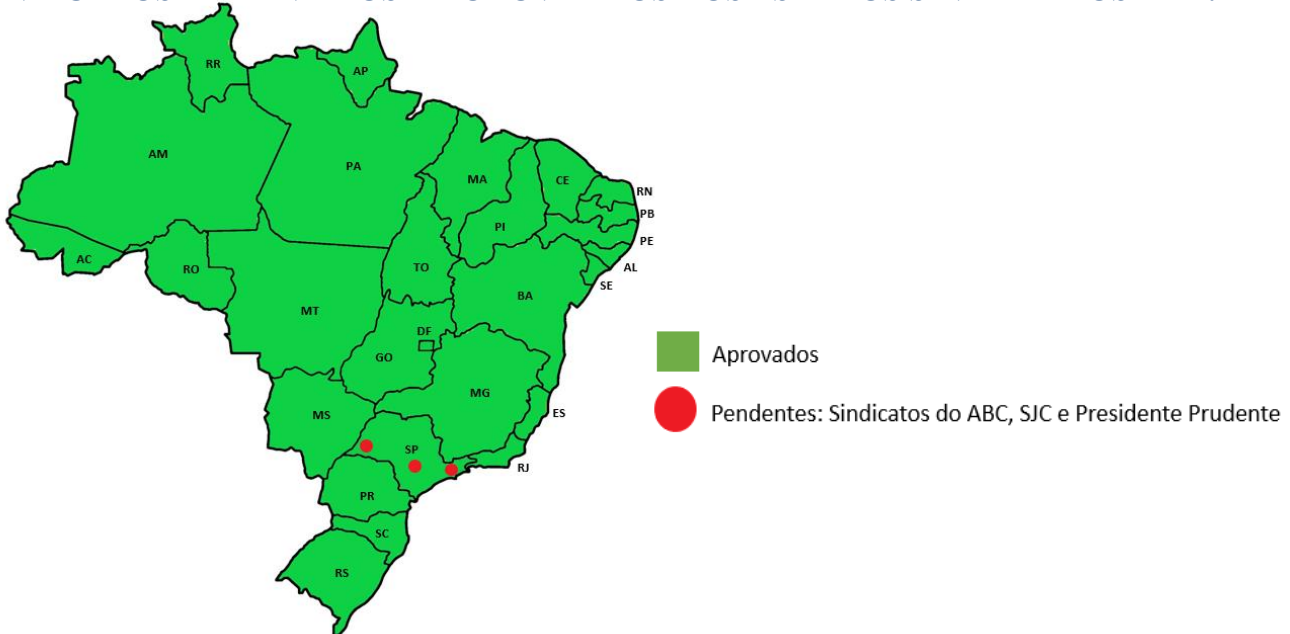 RR
AP
AM
PA
MA
CE
RN
PB
PI
PE
AC
RO
TO
AL
SE
BA
MT
DF
GO
Aprovados
MG
MS
ES
Pendentes: Sindicatos do ABC, SJC e Presidente Prudente
SP
RJ
PR
SC
RS